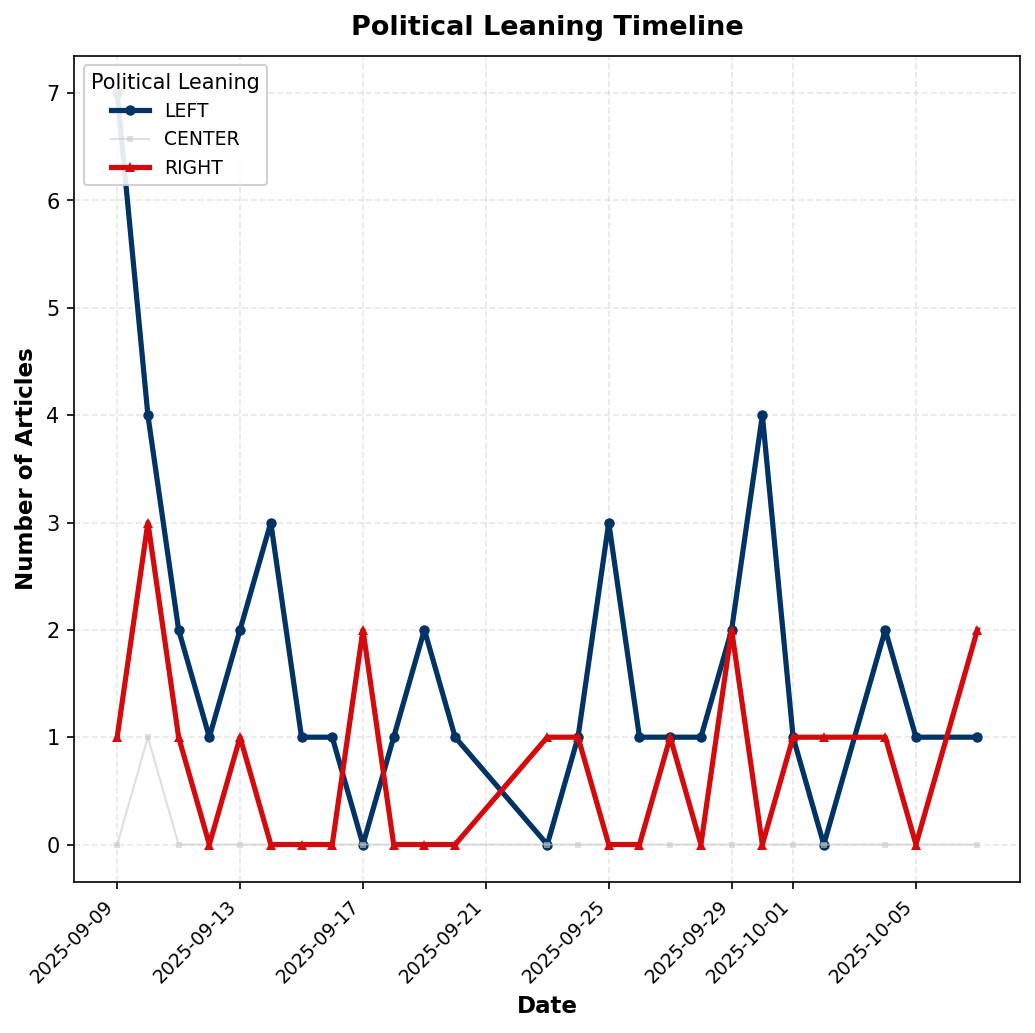 Political Leaning Timeline
Political Leaning
LEFT
CENTER
RIGHT
Number of Articles
7
6
5
4
3
2
1
0
2025-09-09
2025-09-13
2025-09-17
2025-09-21
2025-09-25
2025-09-29
2025-10-01
2025-10-05
Date